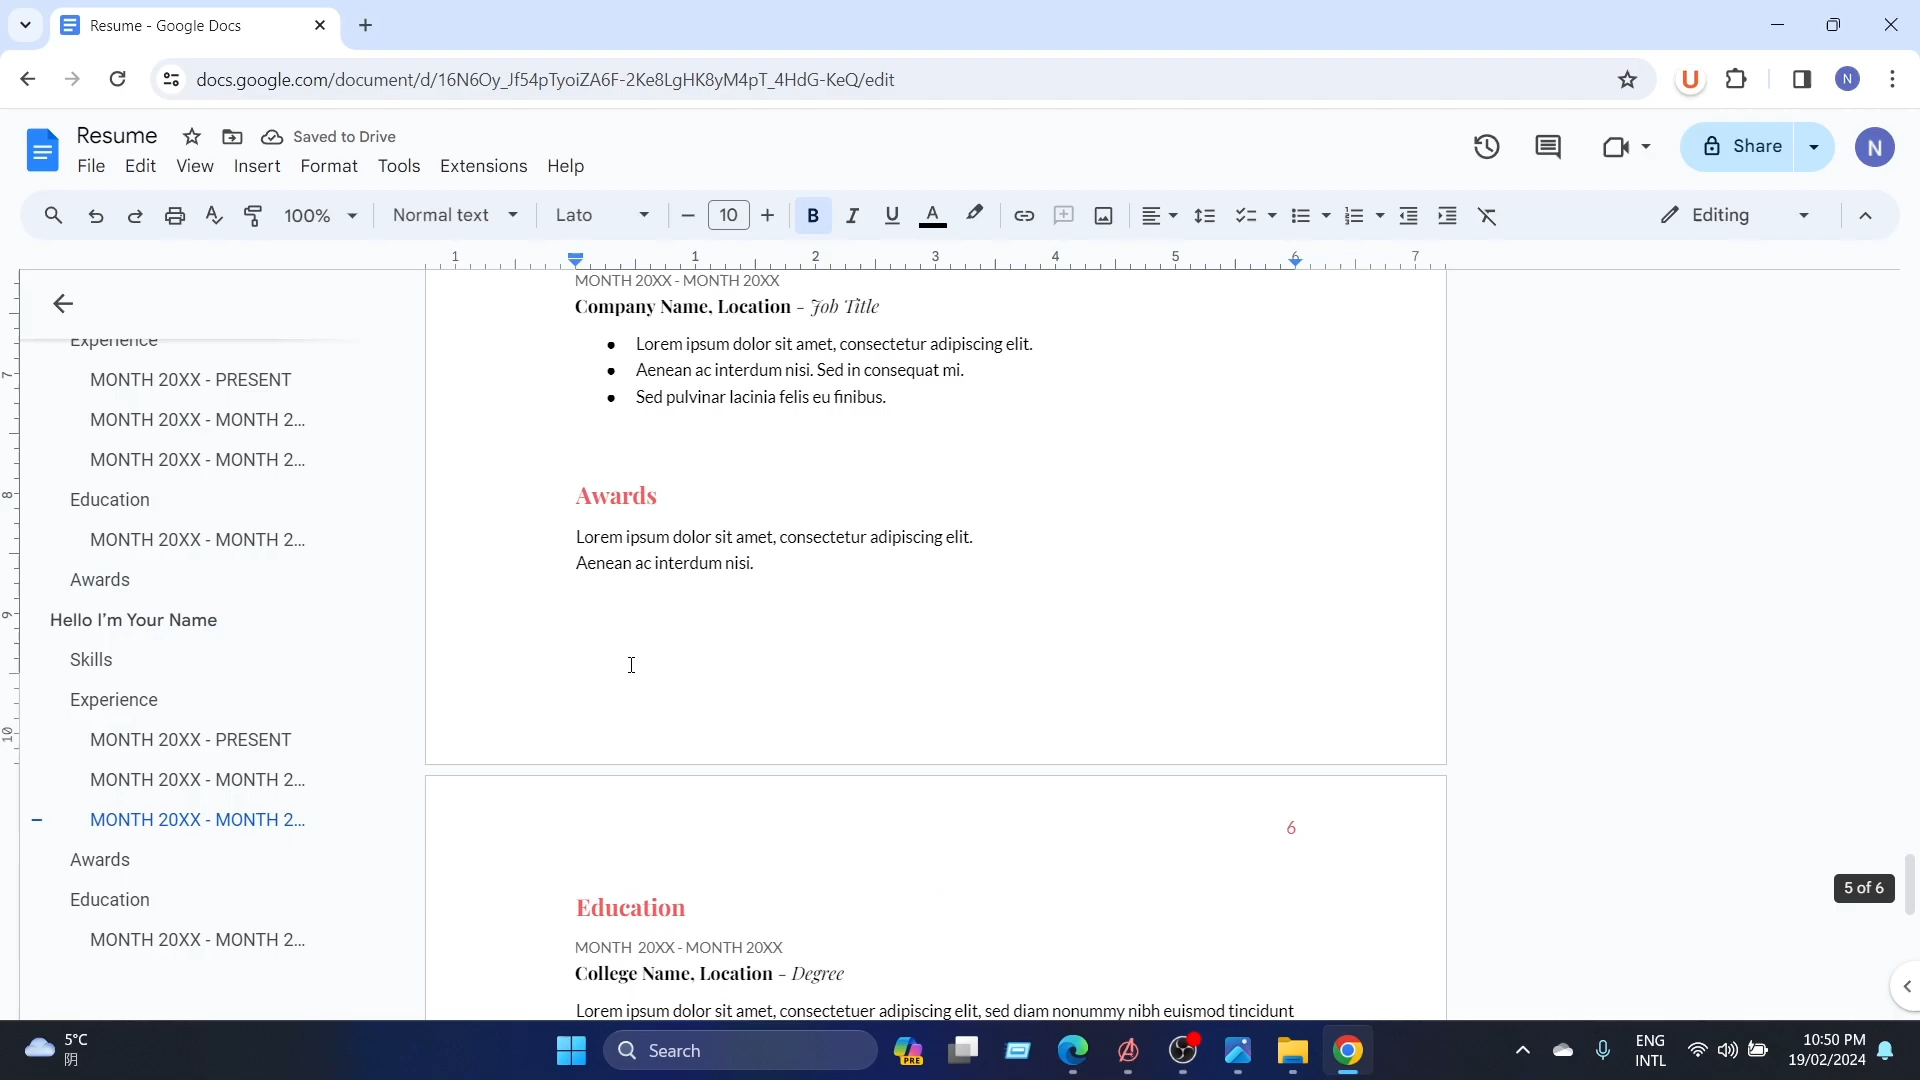 Resume - Google Docs
docs.google.com/document/d/16N6Oy_Jf54pTyoiZA6F-2Ke8LgHK8yM4pT_4HdG-KeQ/edit
U
N
Resume
Saved to Drive
File Edit View Insert Format Tools Extensions Help
Share
N
100%
Normal text
Lato
10
B I U A
Editing
1 1 2 3 4 5 6 7
7
8
9
10
Experience
MONTH 20XX - PRESENT
MONTH 20XX - MONTH 2...
MONTH 20XX - MONTH 2...
Education
MONTH 20XX - MONTH 2...
Awards
Hello I’m Your Name
Skills
Experience
MONTH 20XX - PRESENT
MONTH 20XX - MONTH 2...
MONTH 20XX - MONTH 2...
Awards
Education
MONTH 20XX - MONTH 2...
MONTH 20XX - MONTH 20XX
Company Name, Location - Job Title
● Lorem ipsum dolor sit amet, consectetur adipiscing elit.
● Aenean ac interdum nisi. Sed in consequat mi.
● Sed pulvinar lacinia felis eu finibus.
Awards
Lorem ipsum dolor sit amet, consectetur adipiscing elit.
Aenean ac interdum nisi.
6
Education
MONTH 20XX - MONTH 20XX
College Name, Location - Degree
Lorem ipsum dolor sit amet, consectetuer adipiscing elit, sed diam nonummy nibh euismod tincidunt
5 of 6
5°C
阴
Search
PRE
ENG
INTL
10:50 PM
19/02/2024